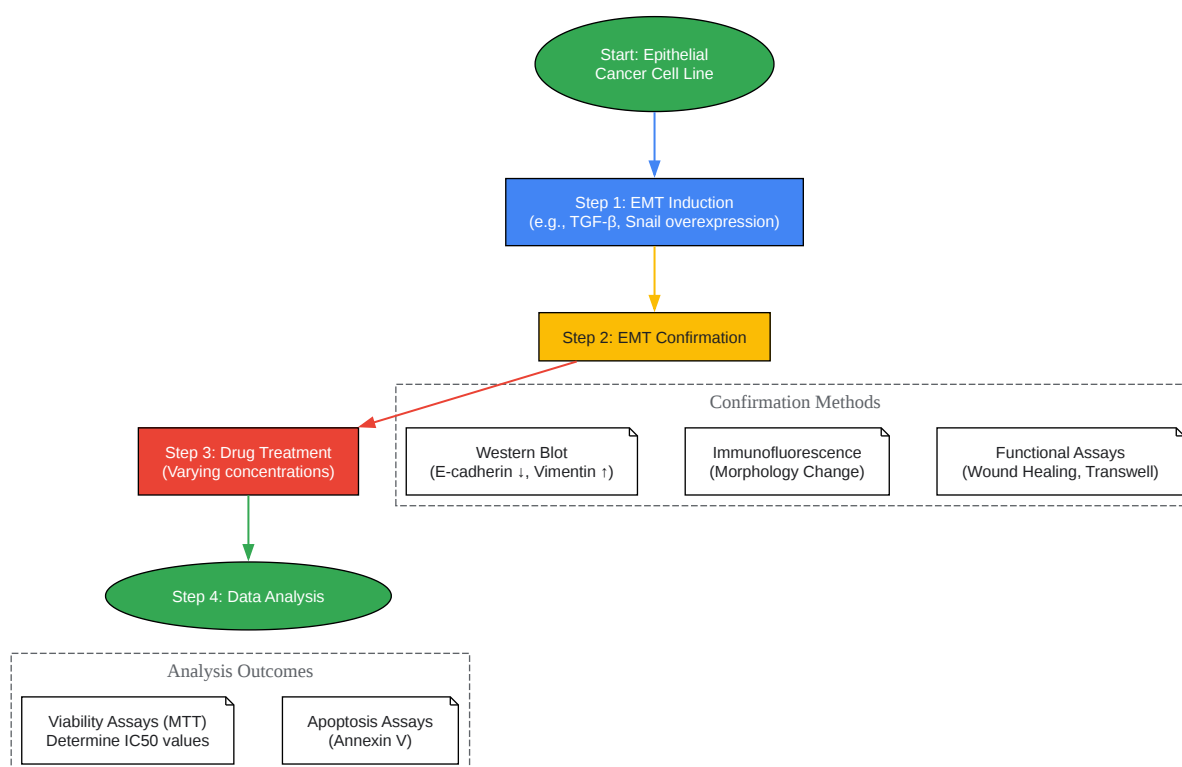 Start: Epithelial
Cancer Cell Line
Step 1: EMT Induction
(e.g., TGF-β, Snail overexpression)
Step 2: EMT Confirmation
Confirmation Methods
Step 3: Drug Treatment
(Varying concentrations)
Western Blot
(E-cadherin ↓, Vimentin ↑)
Immunofluorescence
(Morphology Change)
Functional Assays
(Wound Healing, Transwell)
Step 4: Data Analysis
Analysis Outcomes
Viability Assays (MTT)
Determine IC50 values
Apoptosis Assays
(Annexin V)